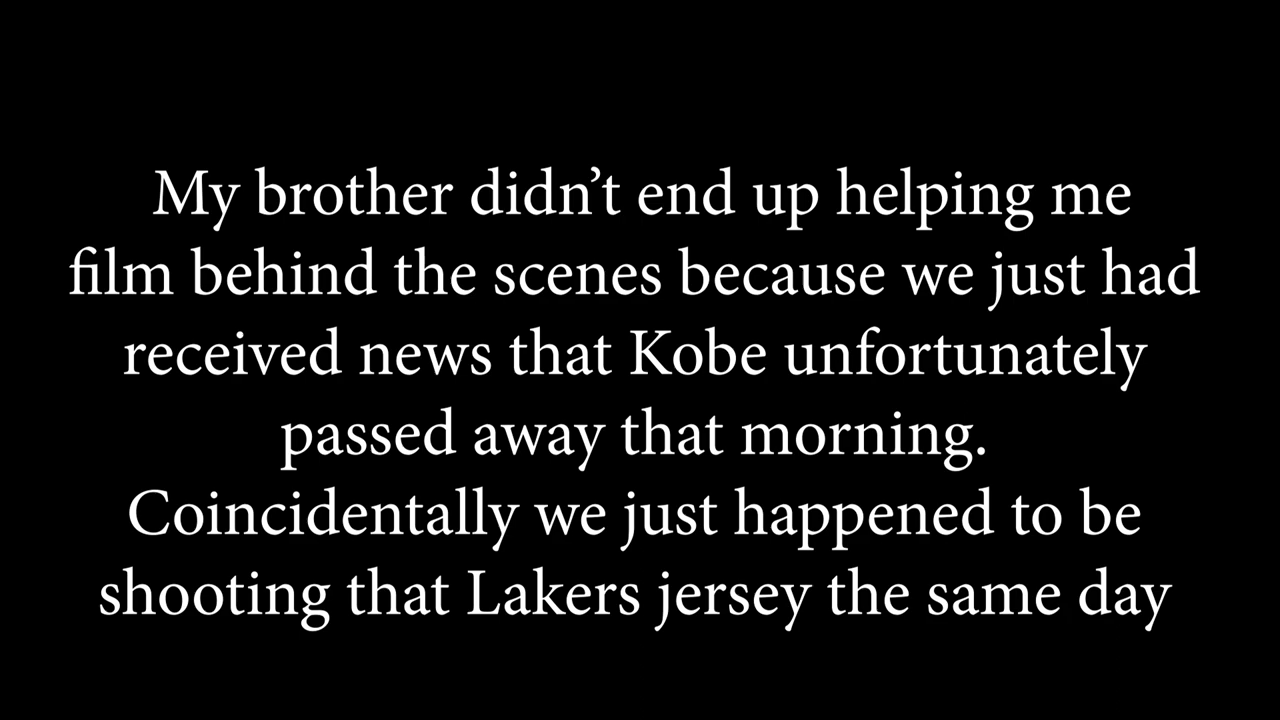 My brother didn’t end up helping me
film behind the scenes because we just had
received news that Kobe unfortunately
passed away that morning.
Coincidentally we just happened to be
shooting that Lakers jersey the same day